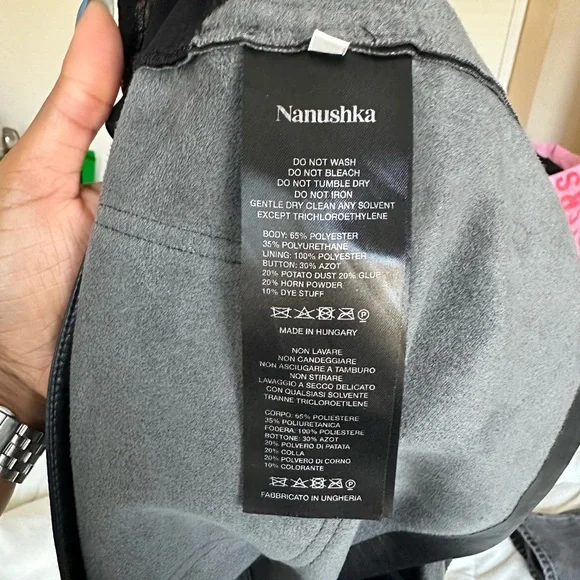 Nanushka
DO NOT WASH
DO NOT BLEACH
DO NOT TUMBLE DRY
DO NOT IRON
GENTLE DRY CLEAN ANY SOLVENT
EXCEPT TRICHLOROETHYLENE
BODY: 65% POLYESTER
35% POLYURETHANE
LINING: 100% POLYESTER
BUTTON: 30% AZOT
20% POTATO DUST 20% GLUE
20% HORN POWDER
10% DYE STUFF
MADE IN HUNGARY
NON LAVARE
NON CANDEGGIARE
NON ASCIUGARE A TAMBURO
NON STIRARE
LAVAGGIO A SECCO DELICATO
CON QUALSIASI SOLVENTE
TRANNE TRICLOROETILENE
CORPO: 65% POLIESTERE
35% POLIURETANICA
FODERA: 100% POLIESTERE
BOTTONE: 30% AZOT
20% POLVERO DI PATATA
20% COLLA
20% POLVERO DI CORNO
10% COLORANTE
FABBRICATO IN UNGHERIA